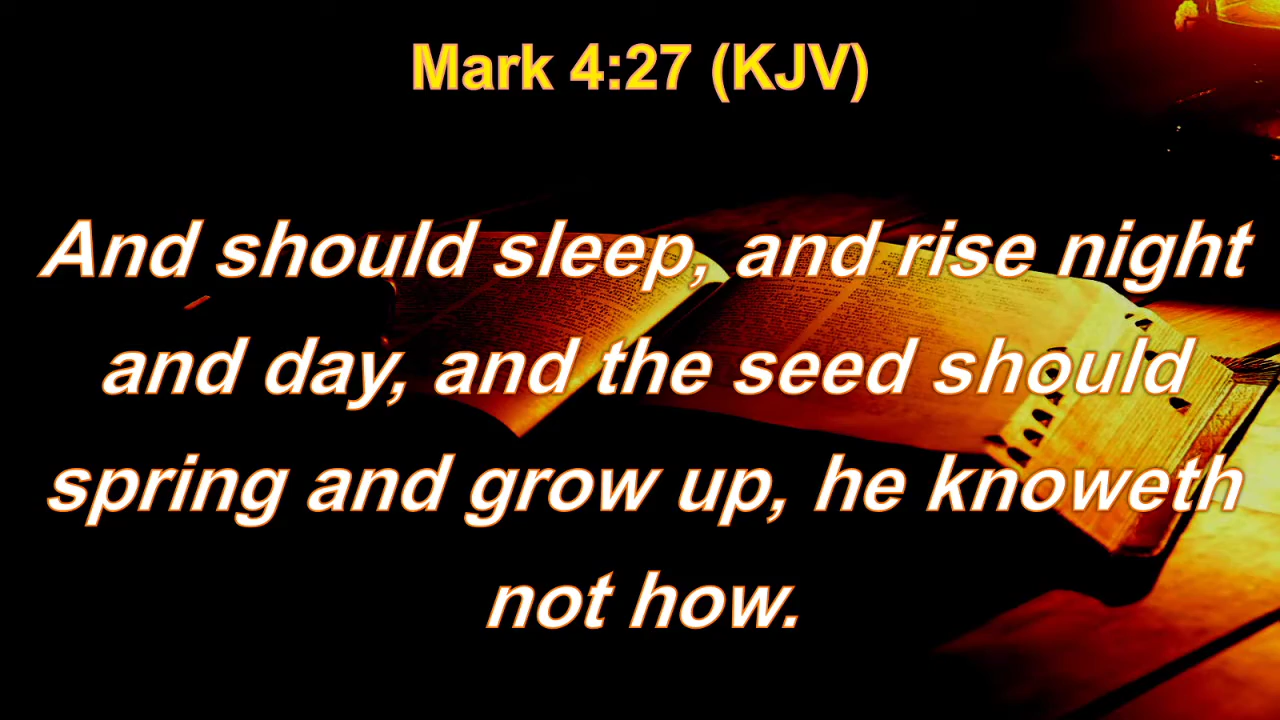 Mark 4:27 (KJV)
And should sleep, and rise night
and day, and the seed should
spring and grow up, he knoweth
not how.